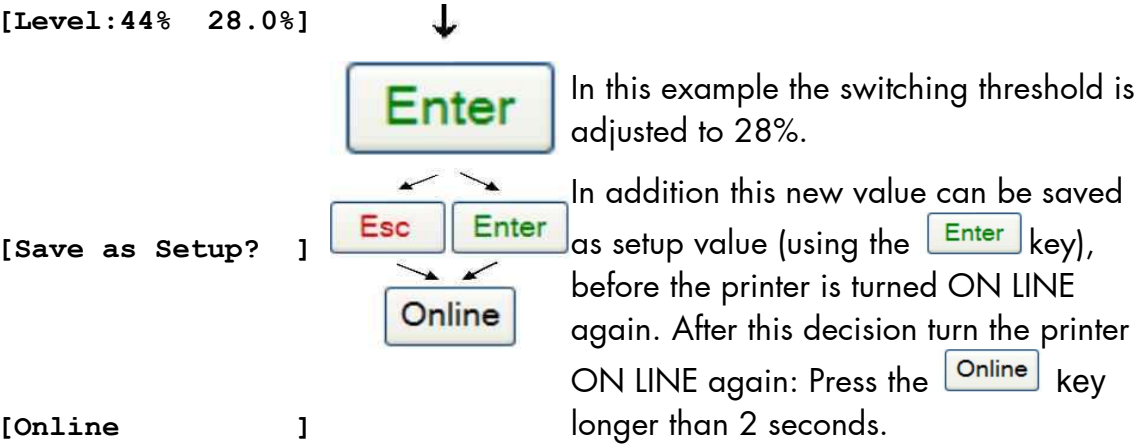 [Level:44%  28.0%]
Enter
In this example the switching threshold is
adjusted to 28%.
Esc Enter
In addition this new value can be saved
[Save as Setup?  ]
as setup value (using the Enter key),
before the printer is turned ON LINE
Online
again. After this decision turn the printer
ON LINE again: Press the Online key
[Online          ]
longer than 2 seconds.